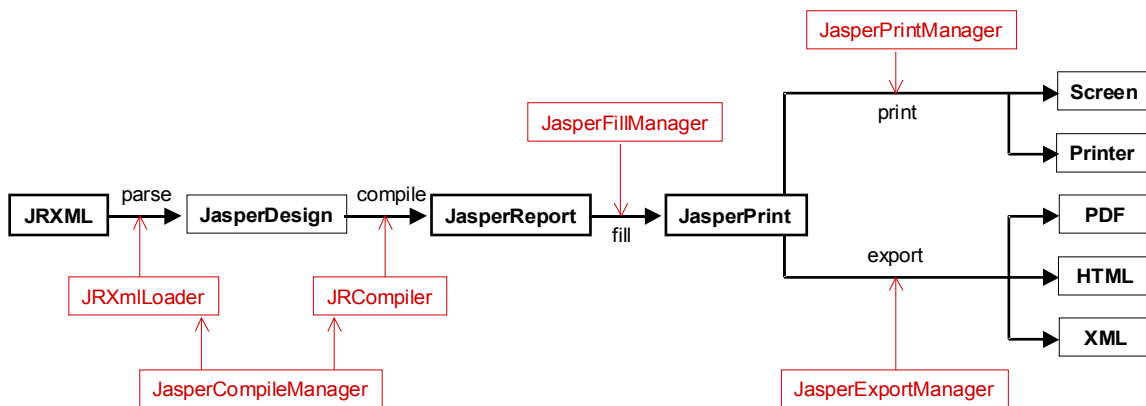 JasperPrintManager
Screen
print
JasperFillManager
Printer
parse
compile
JRXML
JasperDesign
JasperReport
JasperPrint
PDF
fill
export
HTML
JRXmlLoader
JRCompiler
XML
JasperCompileManager
JasperExportManager